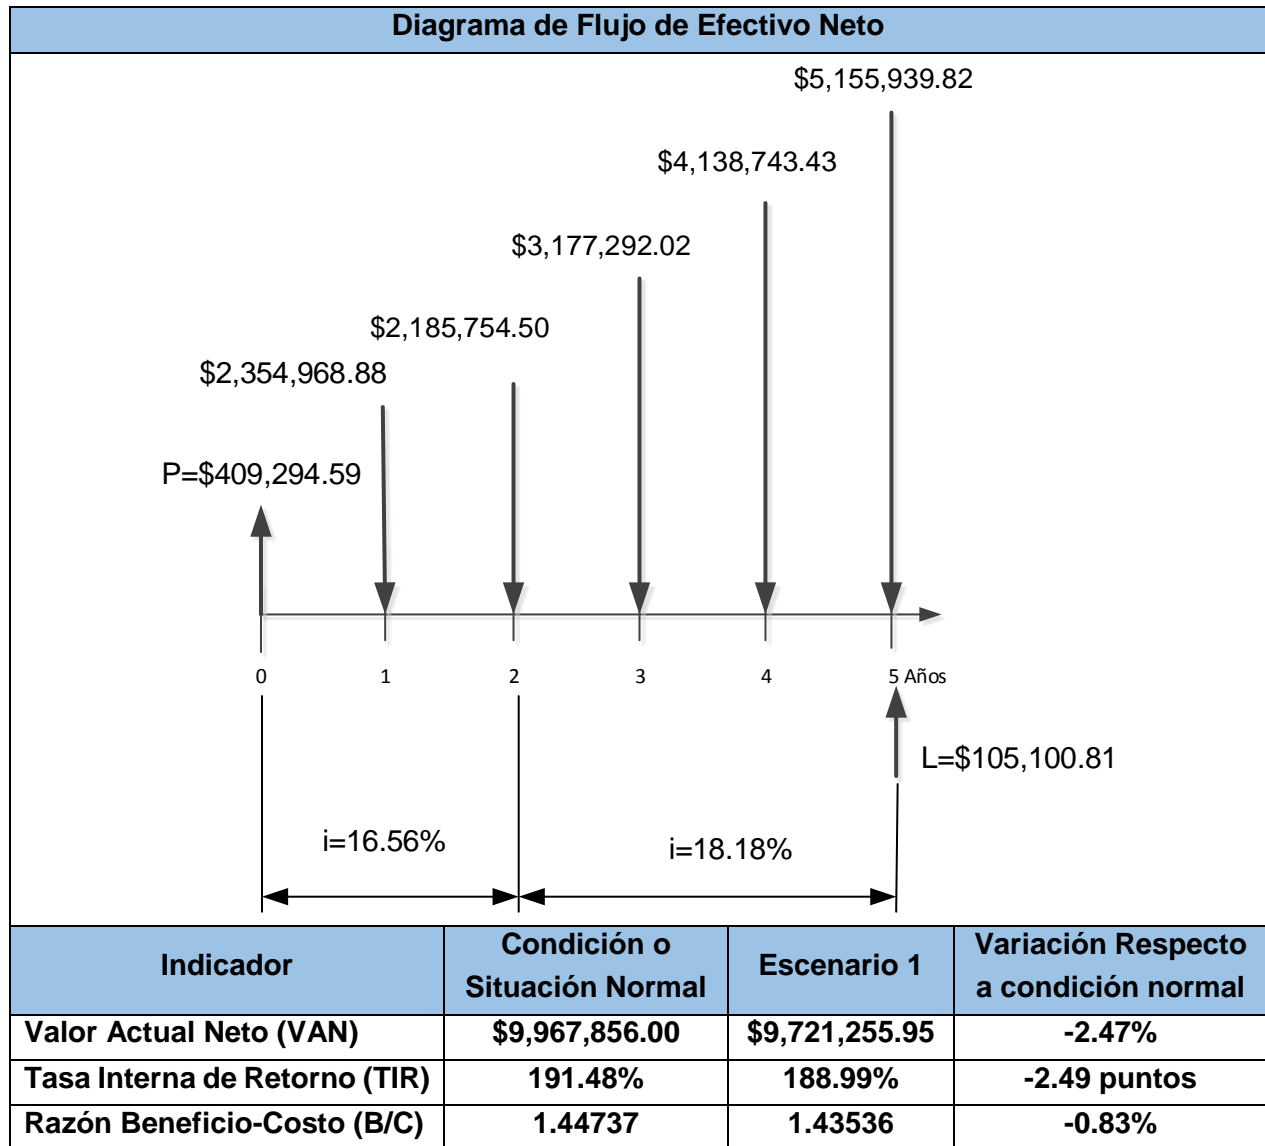 Diagrama de Flujo de Efectivo Neto
$5,155,939.82
$4,138,743.43
$3,177,292.02
$2,185,754.50
$2,354,968.88
P=$409,294.59
0 1 2 3 4 5 Años
L=$105,100.81
i=16.56% i=18.18%
Indicador
Condición o
Situación Normal
Escenario 1
Variación Respecto
a condición normal
Valor Actual Neto (VAN) $9,967,856.00 $9,721,255.95 -2.47%
Tasa Interna de Retorno (TIR) 191.48% 188.99% -2.49 puntos
Razón Beneficio-Costo (B/C) 1.44737 1.43536 -0.83%